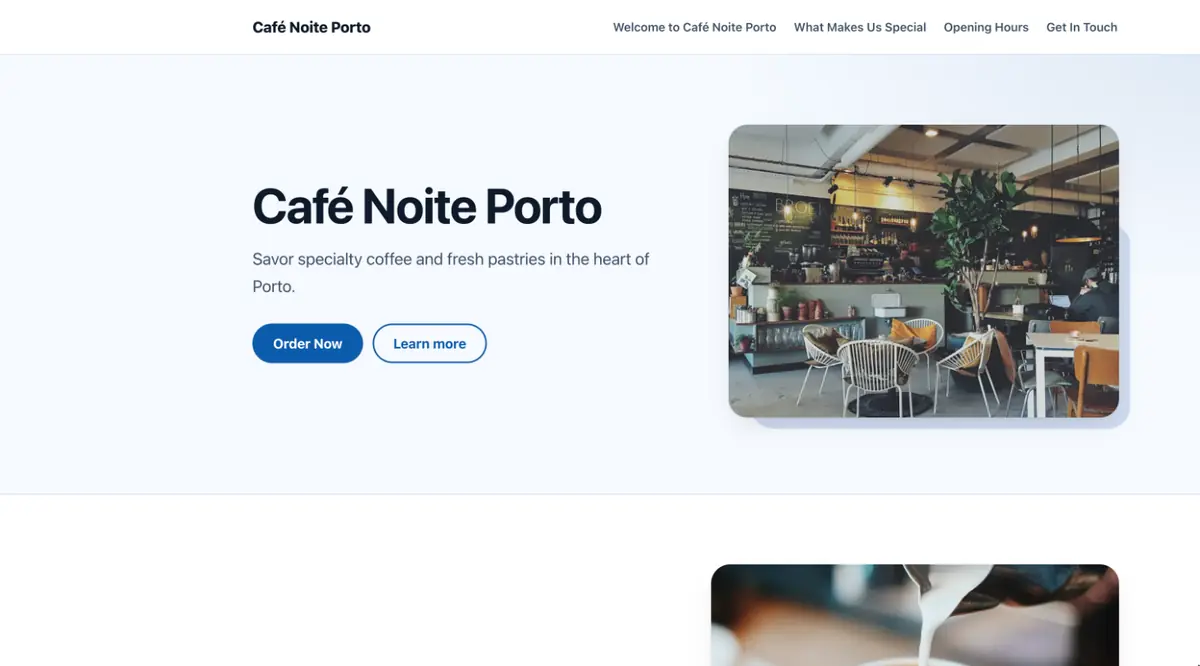 Café Noite Porto
Welcome to Café Noite Porto
What Makes Us Special
Opening Hours
Get In Touch
Café Noite Porto
Savor specialty coffee and fresh pastries in the heart of
Porto.
Order Now
Learn more